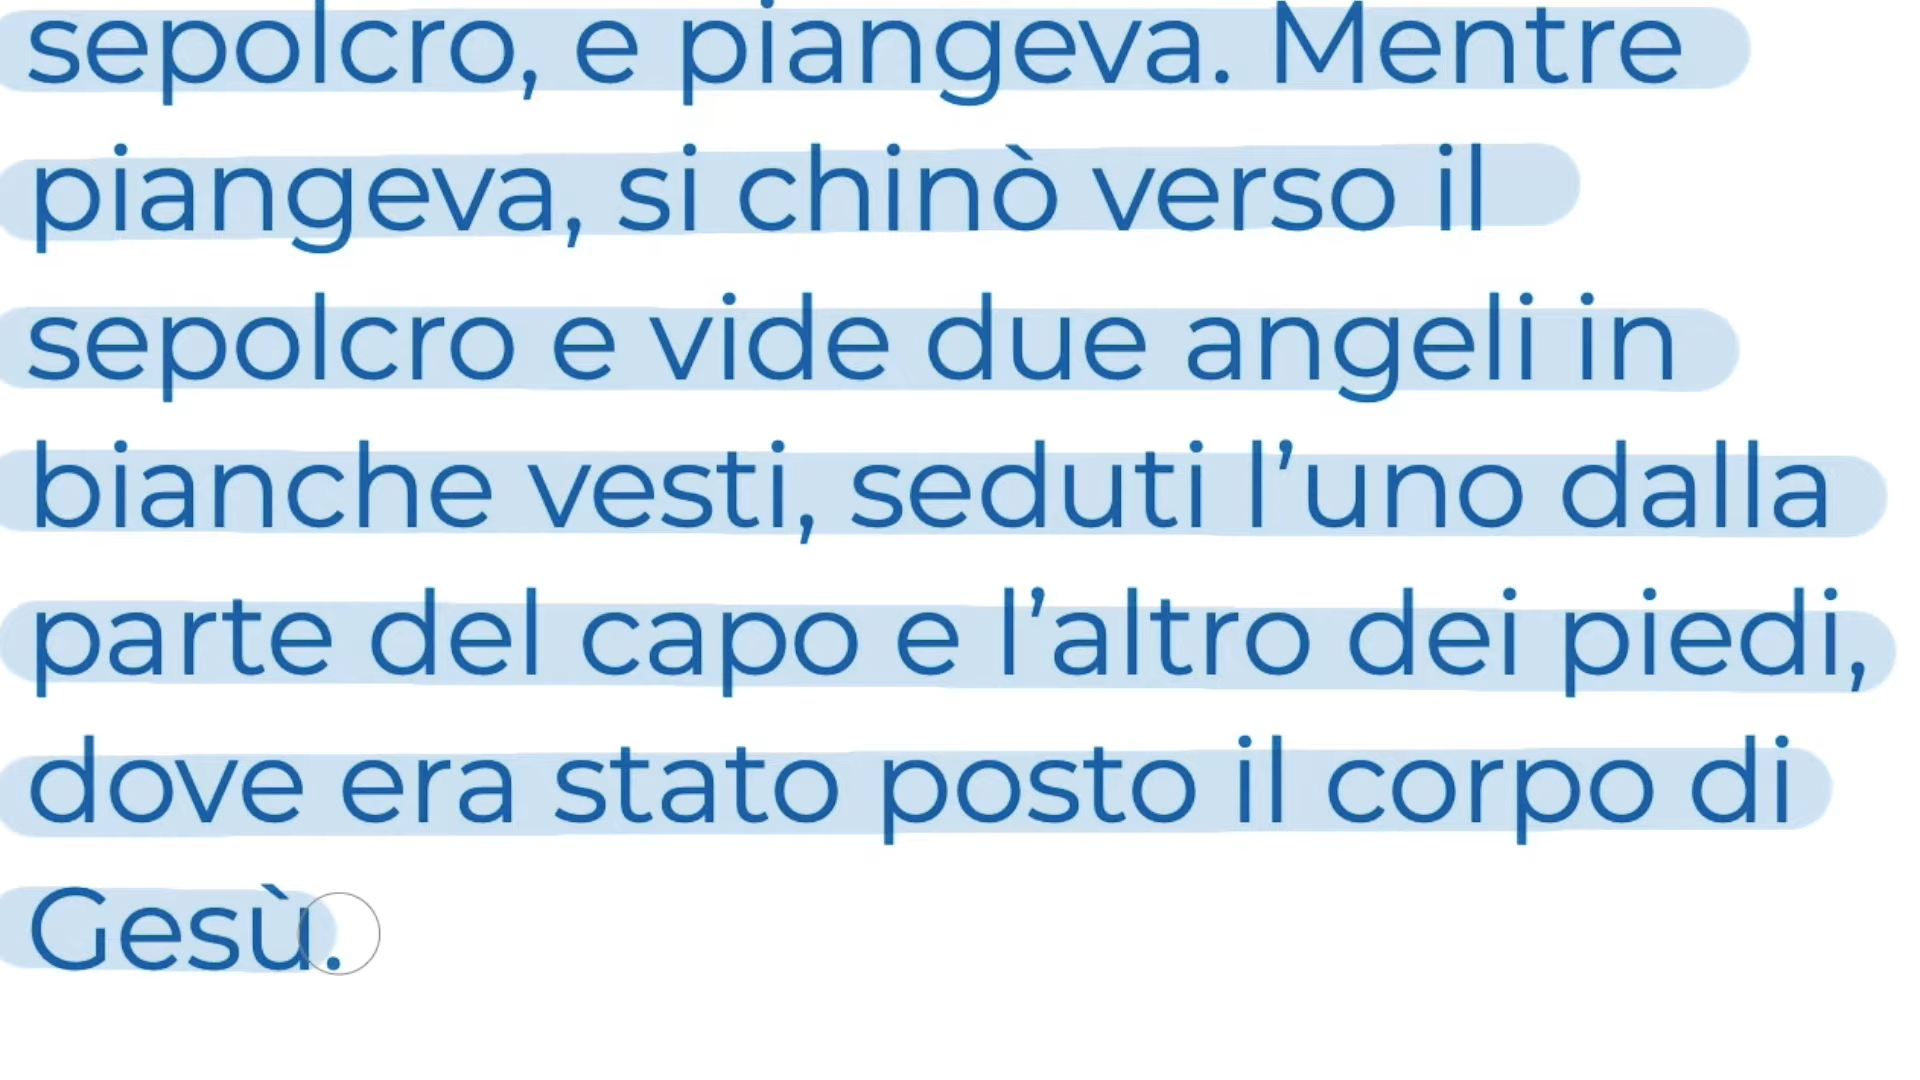 sepolcro, e piangeva. Mentre
piangeva, si chinò verso il
sepolcro e vide due angeli in
bianche vesti, seduti l’uno dalla
parte del capo e l’altro dei piedi,
dove era stato posto il corpo di
Gesù.